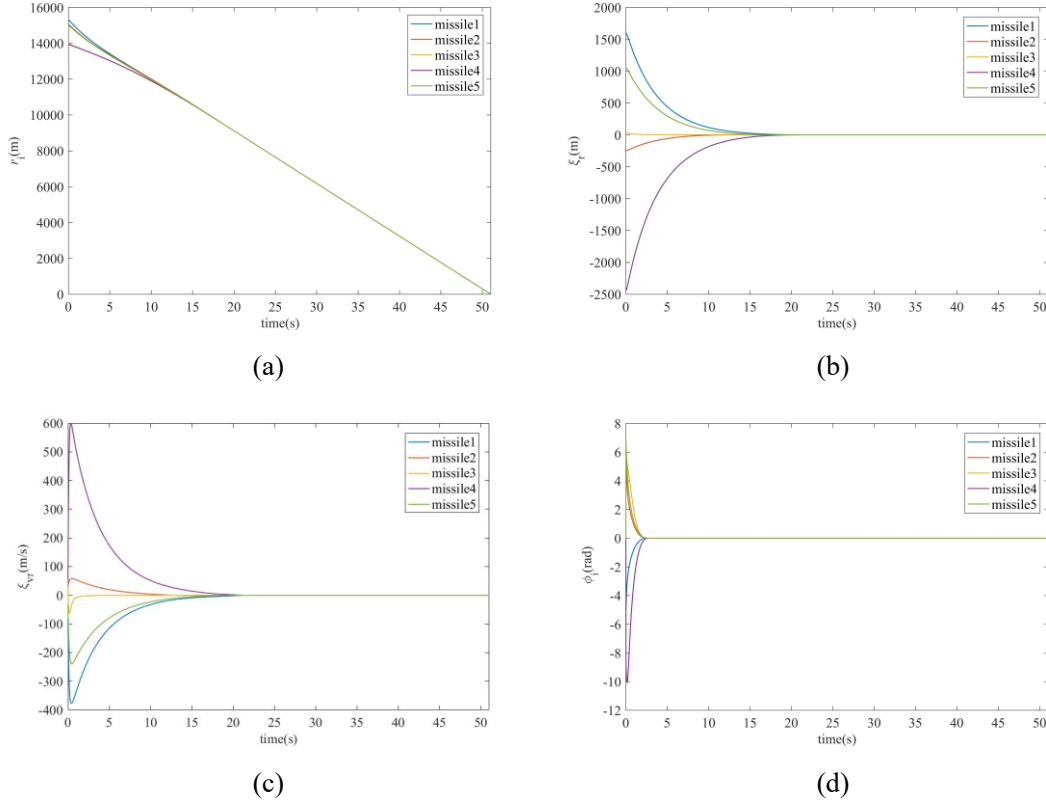 16000
14000
12000
10000
8000
6000
4000
2000
0
r_i(m)
0 5 10 15 20 25 30 35 40 45 50
time(s)
missile1
missile2
missile3
missile4
missile5
(a)
2000
1500
1000
500
0
-500
-1000
-1500
-2000
-2500
ξ_r(m)
0 5 10 15 20 25 30 35 40 45 50
time(s)
missile1
missile2
missile3
missile4
missile5
(b)
600
500
400
300
200
100
0
-100
-200
-300
-400
ξ_vr(m/s)
0 5 10 15 20 25 30 35 40 45 50
time(s)
missile1
missile2
missile3
missile4
missile5
(c)
8
6
4
2
0
-2
-4
-6
-8
-10
-12
ϕ_i(rad)
0 5 10 15 20 25 30 35 40 45 50
time(s)
missile1
missile2
missile3
missile4
missile5
(d)